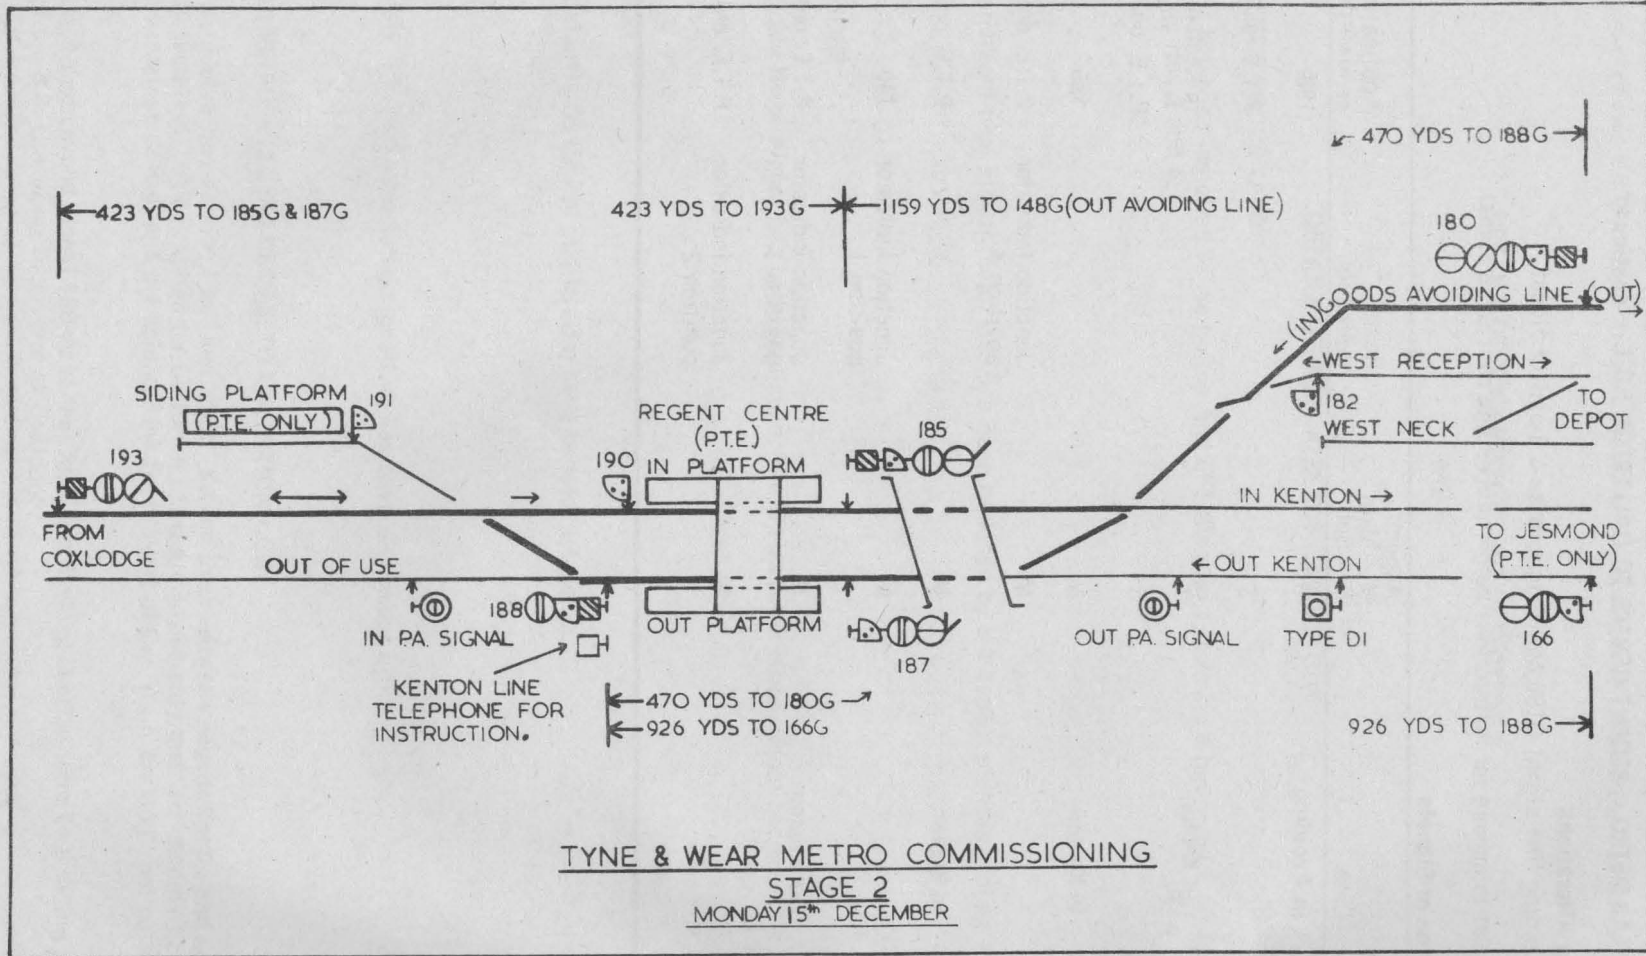 470 YDS TO 188G
423 YDS TO 185G & 187G
423 YDS TO 193G
1159 YDS TO 148G (OUT AVOIDING LINE)
180
(IN) GOODS AVOIDING LINE (OUT)
WEST RECEPTION
SIDING PLATFORM
(P.T.E. ONLY)
191
REGENT CENTRE
(P.T.E)
IN PLATFORM
182
TO
DEPOT
WEST NECK
193
190
185
IN KENTON
FROM
COXLODGE
TO JESMOND
(P.T.E. ONLY)
OUT OF USE
OUT KENTON
188
IN P.A. SIGNAL
OUT PLATFORM
187
OUT P.A. SIGNAL
TYPE D1
166
KENTON LINE
TELEPHONE FOR
INSTRUCTION.
470 YDS TO 180G
926 YDS TO 166G
926 YDS TO 188G
TYNE & WEAR METRO COMMISSIONING
STAGE 2
MONDAY 15th DECEMBER